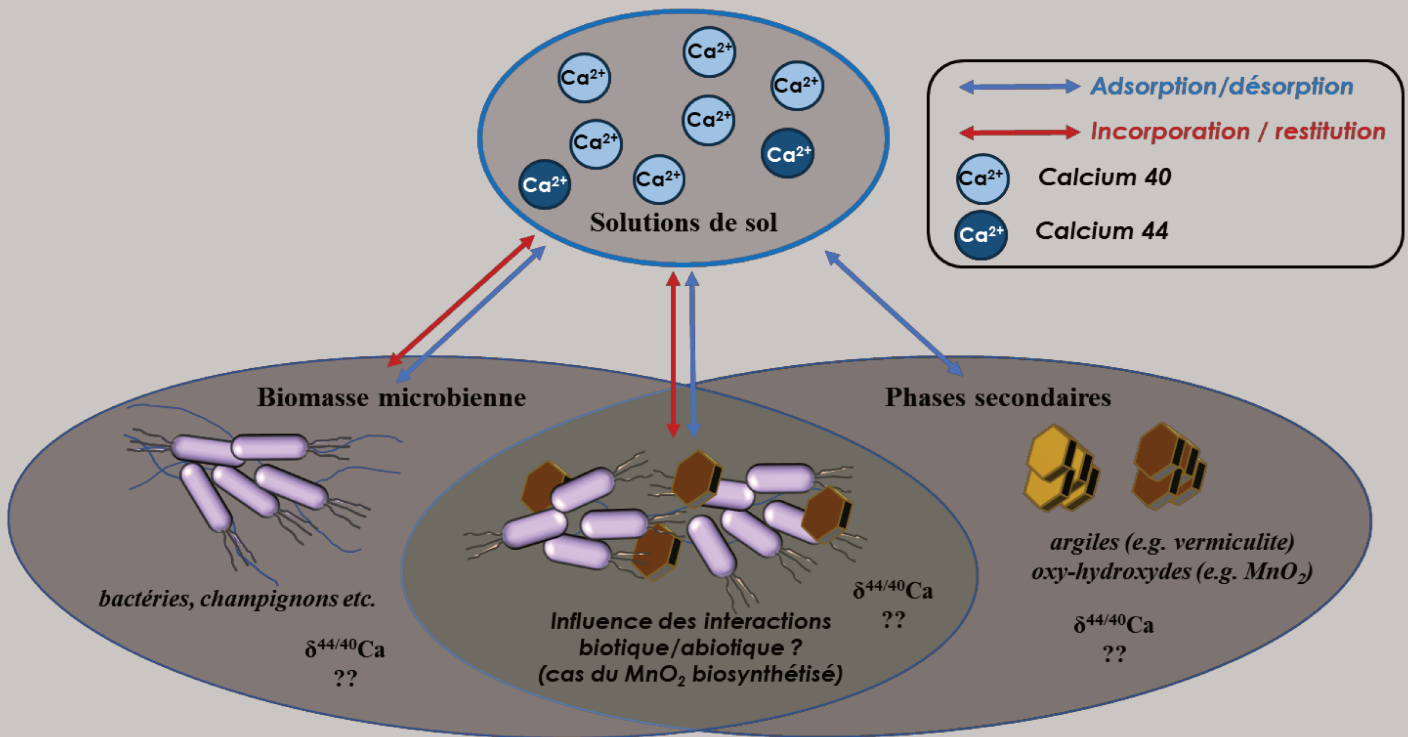 Ca²⁺
Ca²⁺
Ca²⁺
Ca²⁺
Ca²⁺
Ca²⁺
Ca²⁺
Ca²⁺
Solutions de sol
Adsorption/désorption
Incorporation / restitution
Ca²⁺ Calcium 40
Ca²⁺ Calcium 44
Biomasse microbienne
bactéries, champignons etc.
δ⁴⁴/⁴⁰Ca
??
Influence des interactions
biotique/abiotique ?
(cas du MnO₂ biosynthétisé)
δ⁴⁴/⁴⁰Ca
??
Phases secondaires
argiles (e.g. vermiculite)
oxy-hydroxydes (e.g. MnO₂)
δ⁴⁴/⁴⁰Ca
??